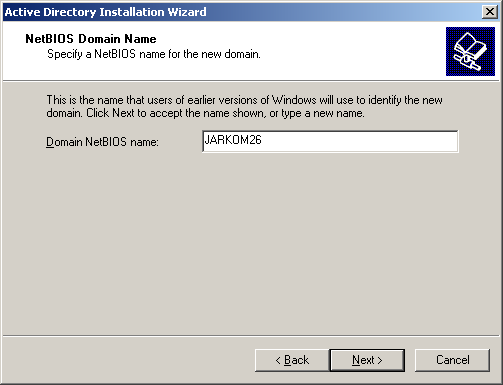 Active Directory Installation Wizard
NetBIOS Domain Name
Specify a NetBIOS name for the new domain.
This is the name that users of earlier versions of Windows will use to identify the new
domain. Click Next to accept the name shown, or type a new name.
Domain NetBIOS name: JARKOM26
< Back Next > Cancel